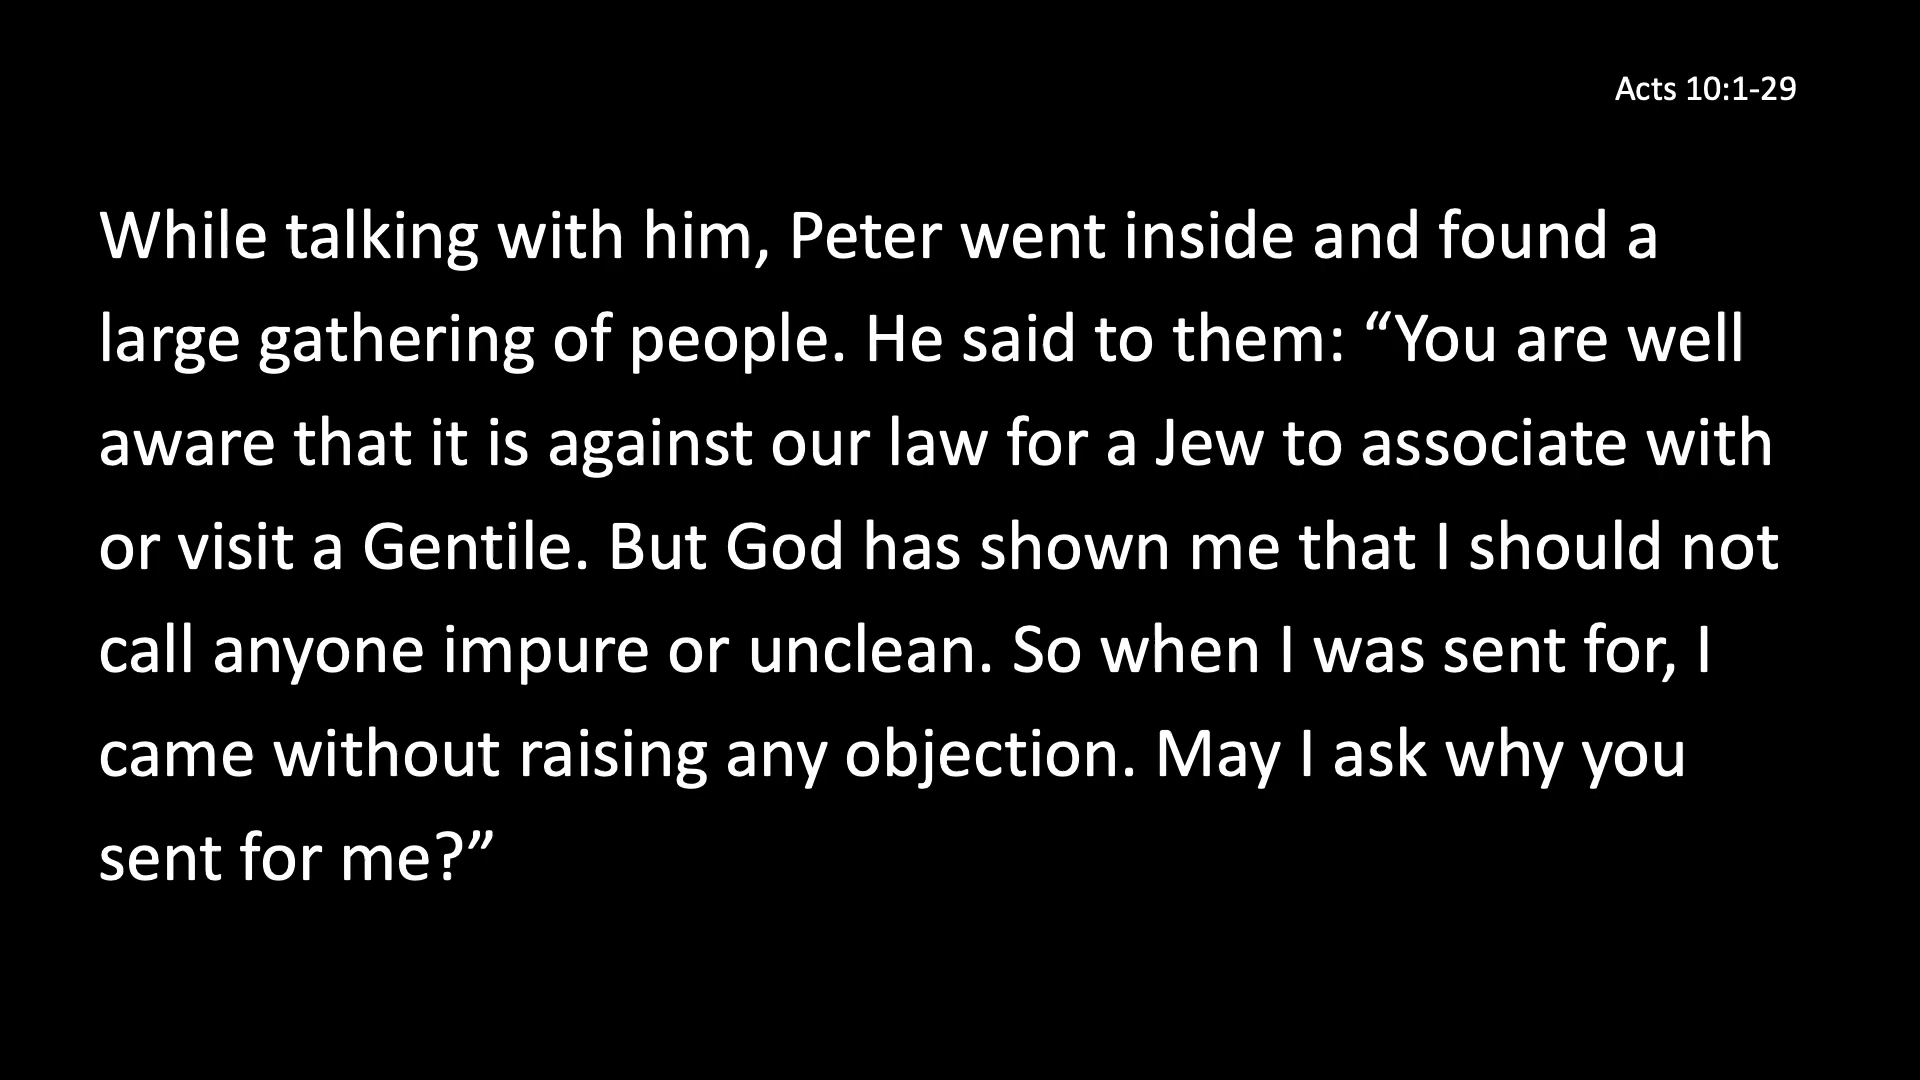 Acts 10:1-29
While talking with him, Peter went inside and found a
large gathering of people. He said to them: “You are well
aware that it is against our law for a Jew to associate with
or visit a Gentile. But God has shown me that I should not
call anyone impure or unclean. So when I was sent for, I
came without raising any objection. May I ask why you
sent for me?”